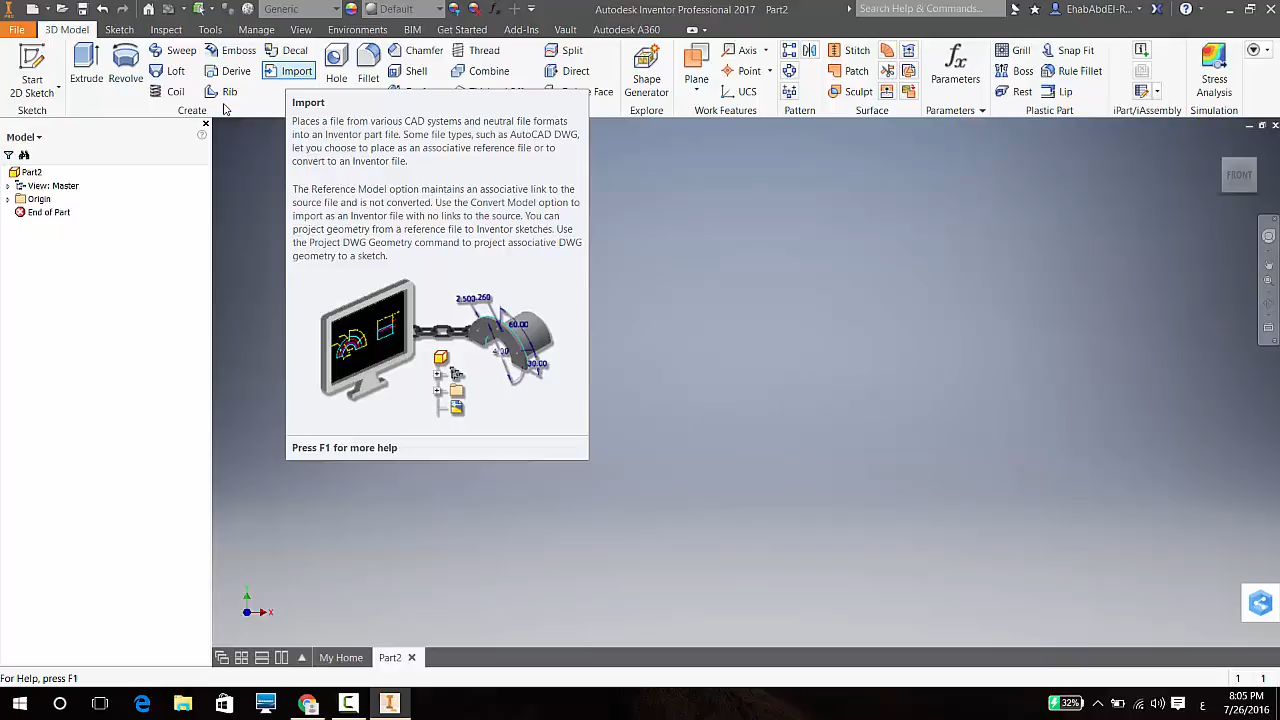 Generic
Default
Autodesk Inventor Professional 2017 Part2
Search Help & Commands...
EhabAbdEl-R...
File
3D Model
Sketch
Inspect
Tools
Manage
View
Environments
BIM
Get Started
Add-Ins
Vault
Autodesk A360
Start
2D Sketch
Extrude
Revolve
Sweep
Emboss
Decal
Loft
Derive
Import
Coil
Rib
Hole
Fillet
Chamfer
Thread
Split
Shell
Combine
Direct
Face
Shape
Generator
Plane
Axis
Point
UCS
Stitch
Patch
Sculpt
Parameters
Grill
Snap Fit
Boss
Rule Fillet
Rest
Lip
Stress
Analysis
Sketch
Create
Explore
Work Features
Pattern
Surface
Parameters
Plastic Part
iPart/iAssembly
Simulation
Model
Part2
View: Master
Origin
End of Part
Import
Places a file from various CAD systems and neutral file formats
into an Inventor part file. Some file types, such as AutoCAD DWG,
let you choose to place as an associative reference file or to
convert to an Inventor file.
The Reference Model option maintains an associative link to the
source file and is not converted. Use the Convert Model option to
import as an Inventor file with no links to the source. You can
project geometry from a reference file to Inventor sketches. Use
the Project DWG Geometry command to project associative DWG
geometry to a sketch.
2.500
.260
60.00
30.00
Press F1 for more help
FRONT
Y
X
My Home
Part2
For Help, press F1
1 1
32%
ع
8:05 PM
7/26/2016